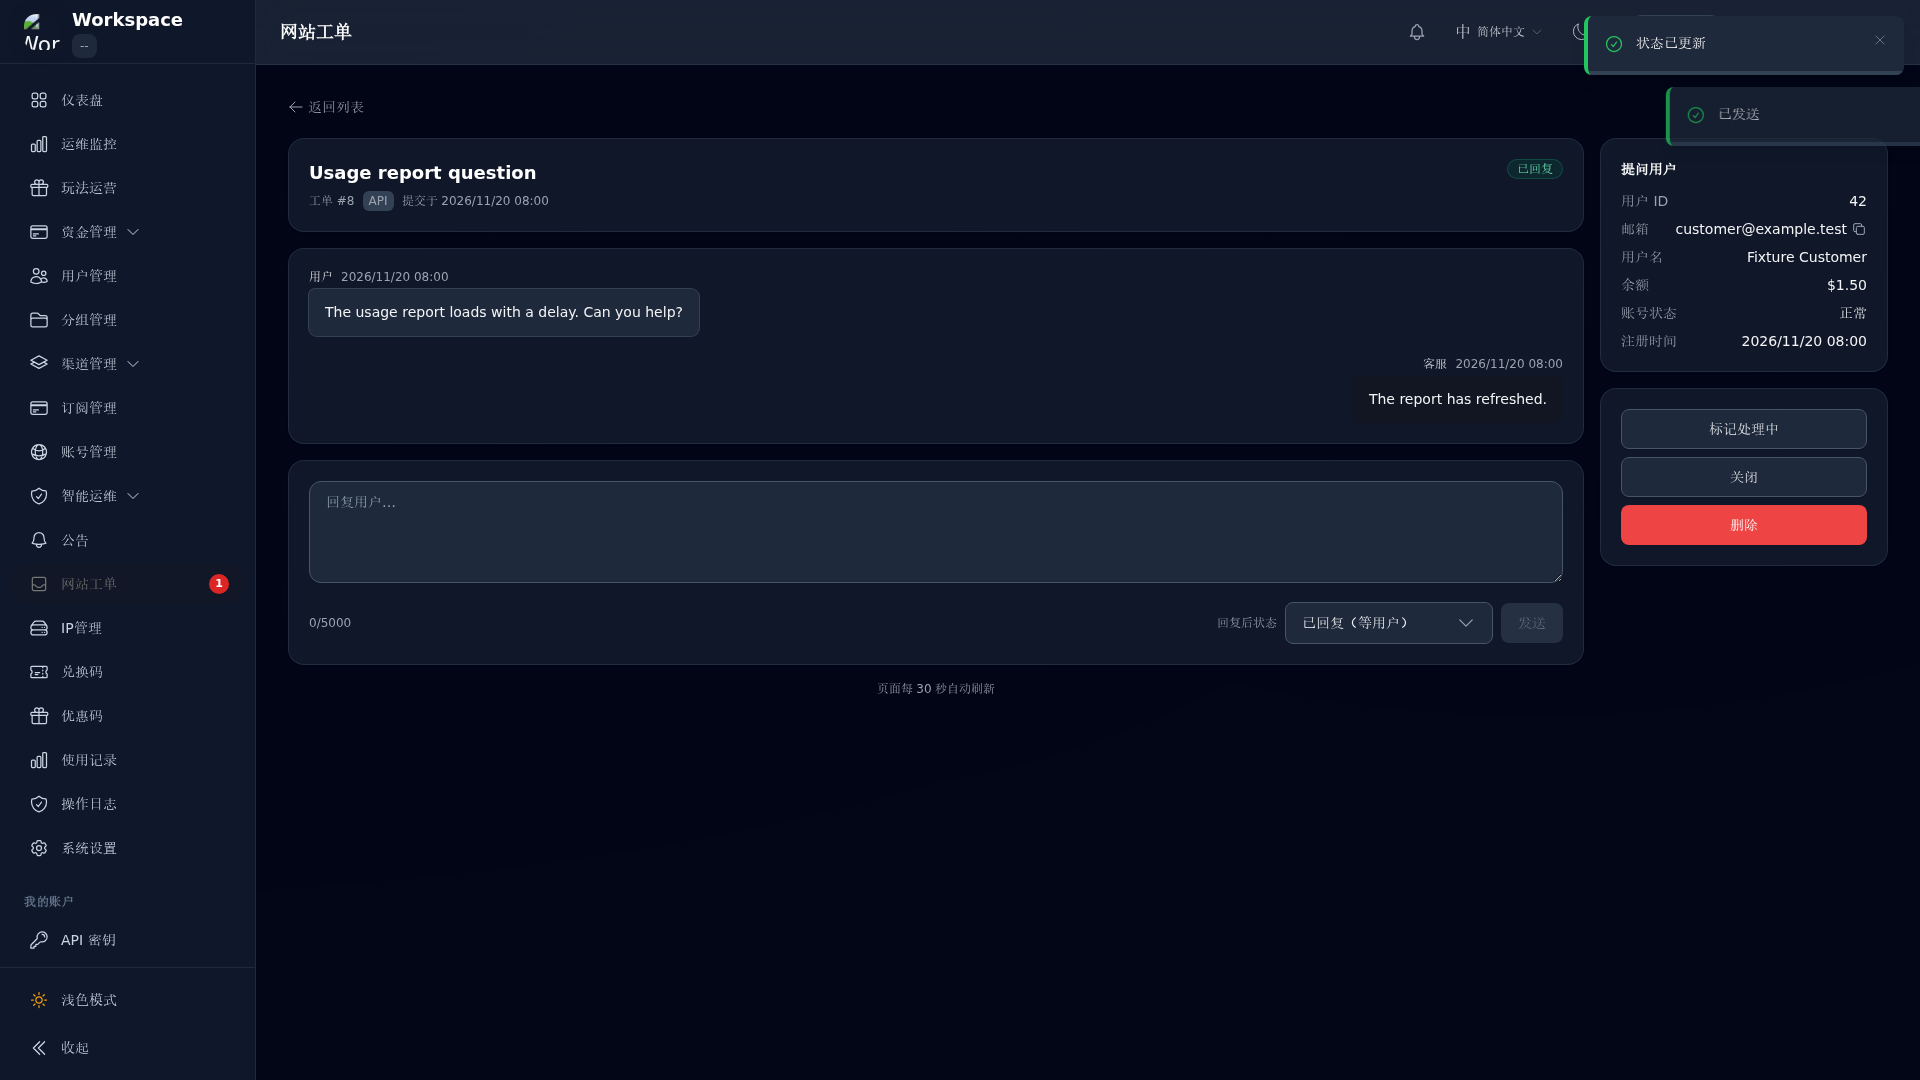 Workspace
--
仪表盘
运维监控
玩法运营
资金管理
用户管理
分组管理
渠道管理
订阅管理
账号管理
智能运维
公告
网站工单 1
IP管理
兑换码
优惠码
使用记录
操作日志
系统设置
我的账户
API 密钥
浅色模式
收起
网站工单
中 简体中文
状态已更新
已发送
返回列表
Usage report question
已回复
工单 #8 API 提交于 2026/11/20 08:00
用户 2026/11/20 08:00
The usage report loads with a delay. Can you help?
客服 2026/11/20 08:00
The report has refreshed.
回复用户...
0/5000
回复后状态 已回复（等用户） 发送
页面每 30 秒自动刷新
提问用户
用户 ID 42
邮箱 customer@example.test
用户名 Fixture Customer
余额 $1.50
账号状态 正常
注册时间 2026/11/20 08:00
标记处理中
关闭
删除